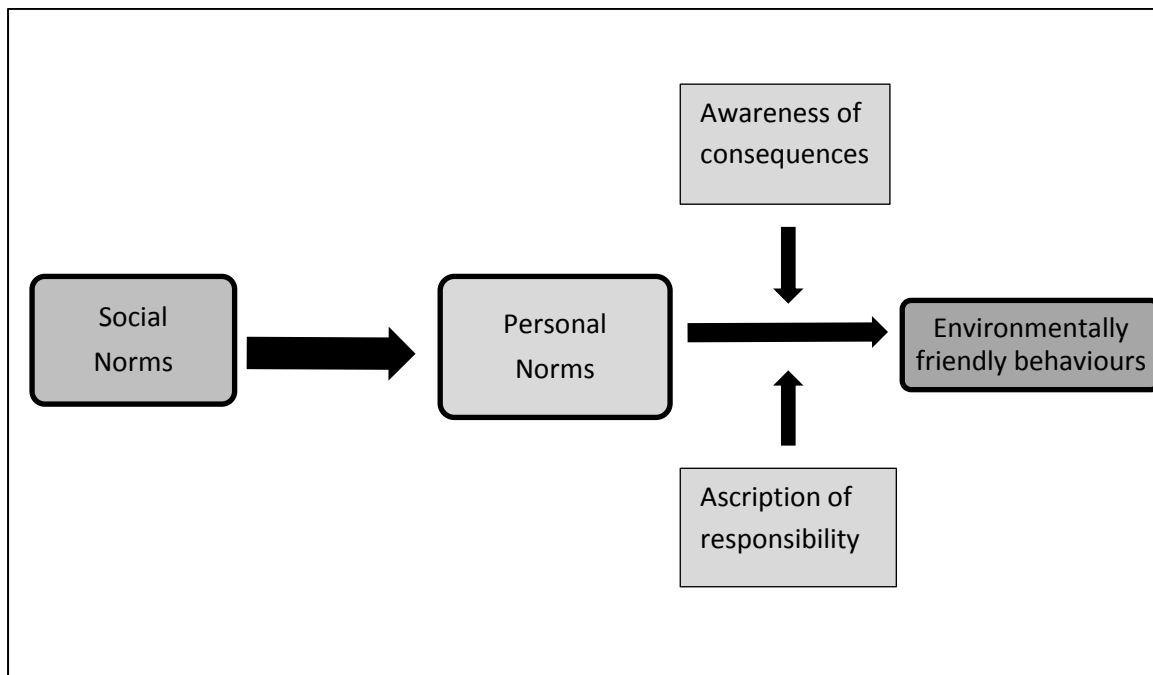 Awareness of
consequences
Social
Norms
Personal
Norms
Environmentally
friendly behaviours
Ascription of
responsibility